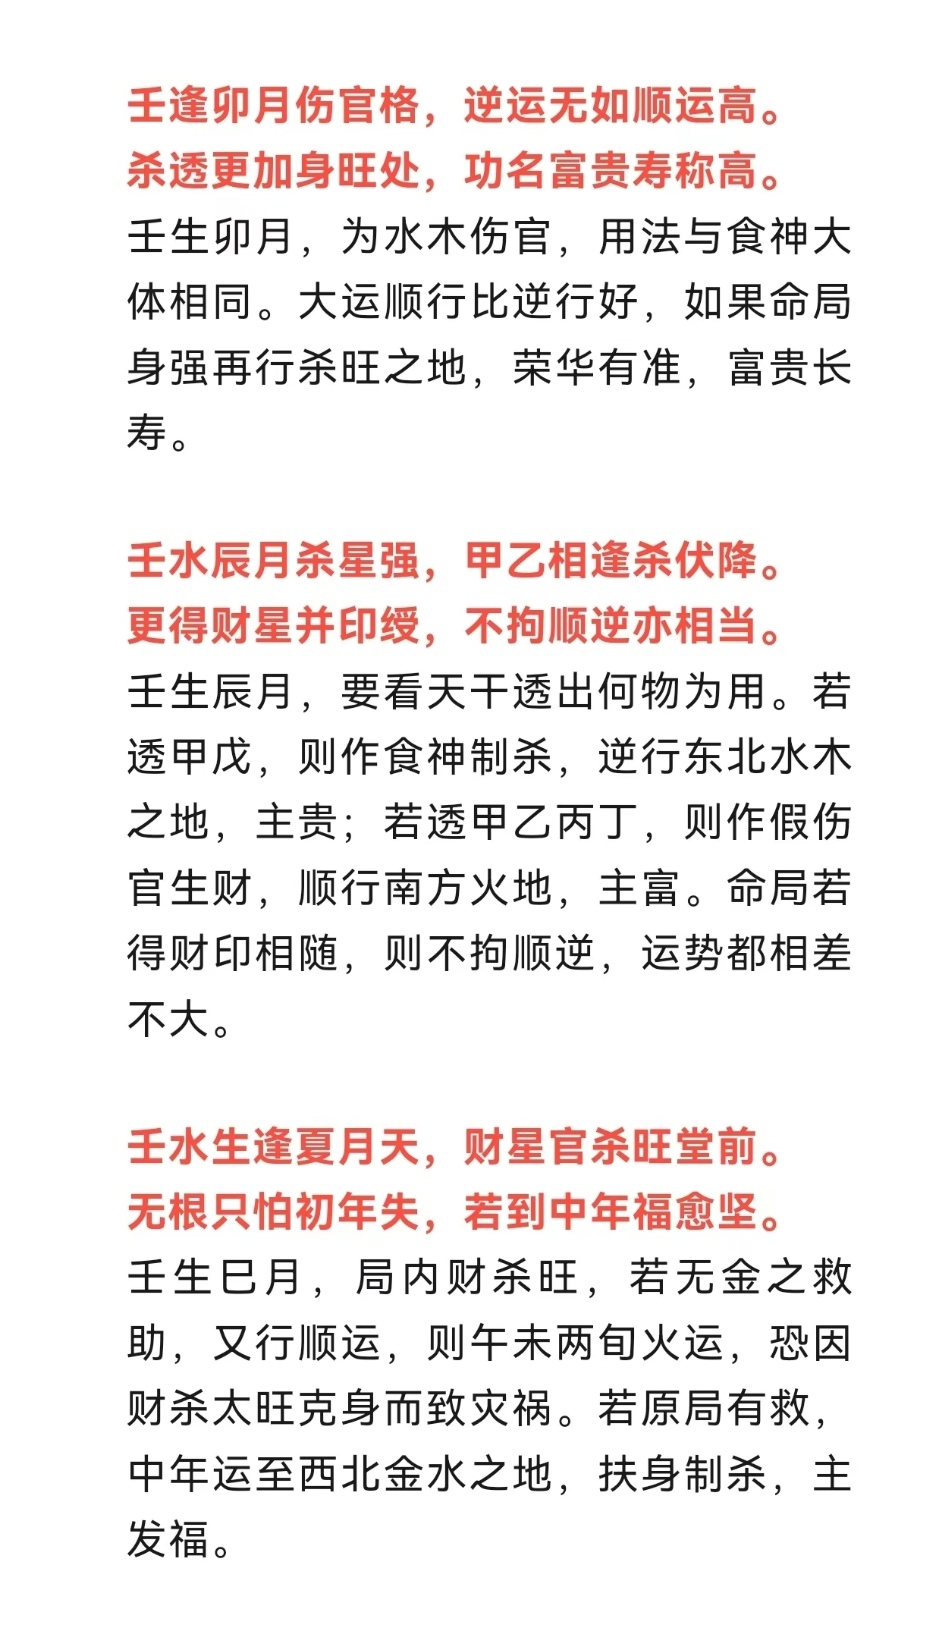 壬逢卯月伤官格，逆运无如顺运高。
杀透更加身旺处，功名富贵寿称高。
壬生卯月，为水木伤官，用法与食神大
体相同。大运顺行比逆行好，如果命局
身强再行杀旺之地，荣华有准，富贵长
寿。
壬水辰月杀星强，甲乙相逢杀伏降。
更得财星并印绶，不拘顺逆亦相当。
壬生辰月，要看天干透出何物为用。若
透甲戊，则作食神制杀，逆行东北水木
之地，主贵；若透甲乙丙丁，则作假伤
官生财，顺行南方火地，主富。命局若
得财印相随，则不拘顺逆，运势都相差
不大。
壬水生逢夏月天，财星官杀旺堂前。
无根只怕初年失，若到中年福愈坚。
壬生巳月，局内财杀旺，若无金之救
助，又行顺运，则午未两旬火运，恐因
财杀太旺克身而致灾祸。若原局有救，
中年运至西北金水之地，扶身制杀，主
发福。